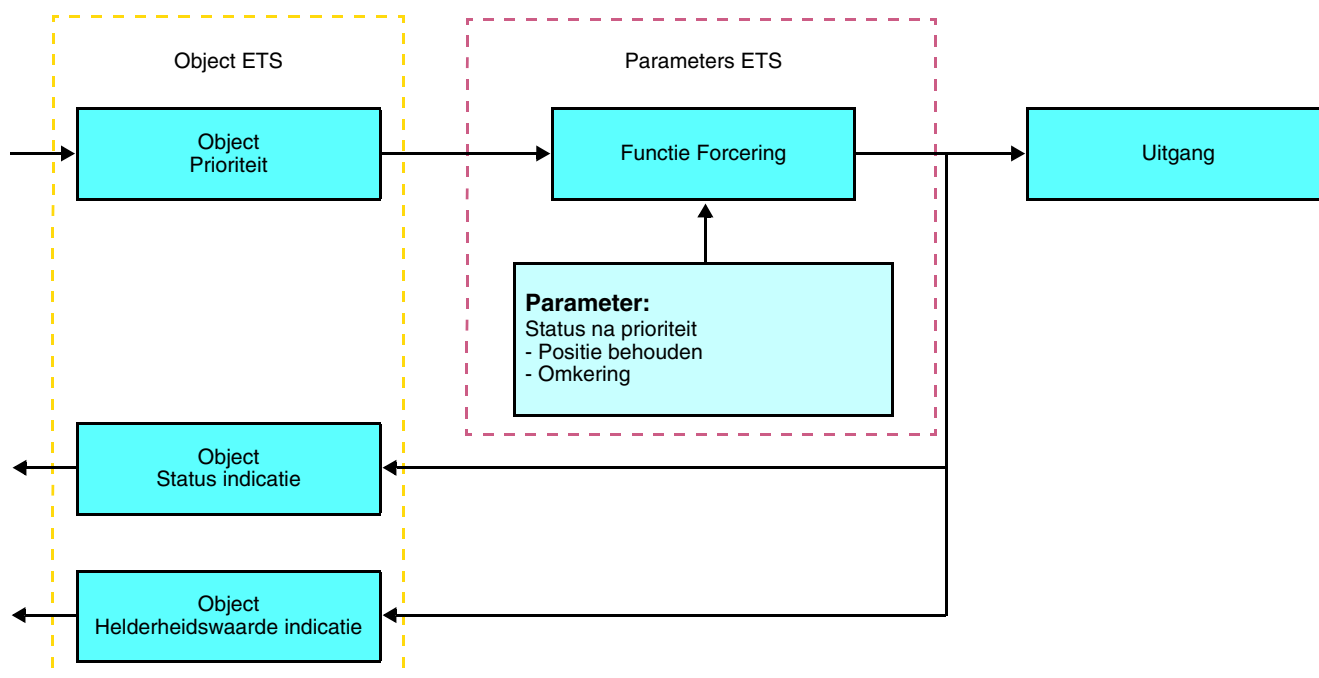 Object ETS
Parameters ETS
Object
Prioriteit
Functie Forcering
Uitgang
Parameter:
Status na prioriteit
- Positie behouden
- Omkering
Object
Status indicatie
Object
Helderheidswaarde indicatie